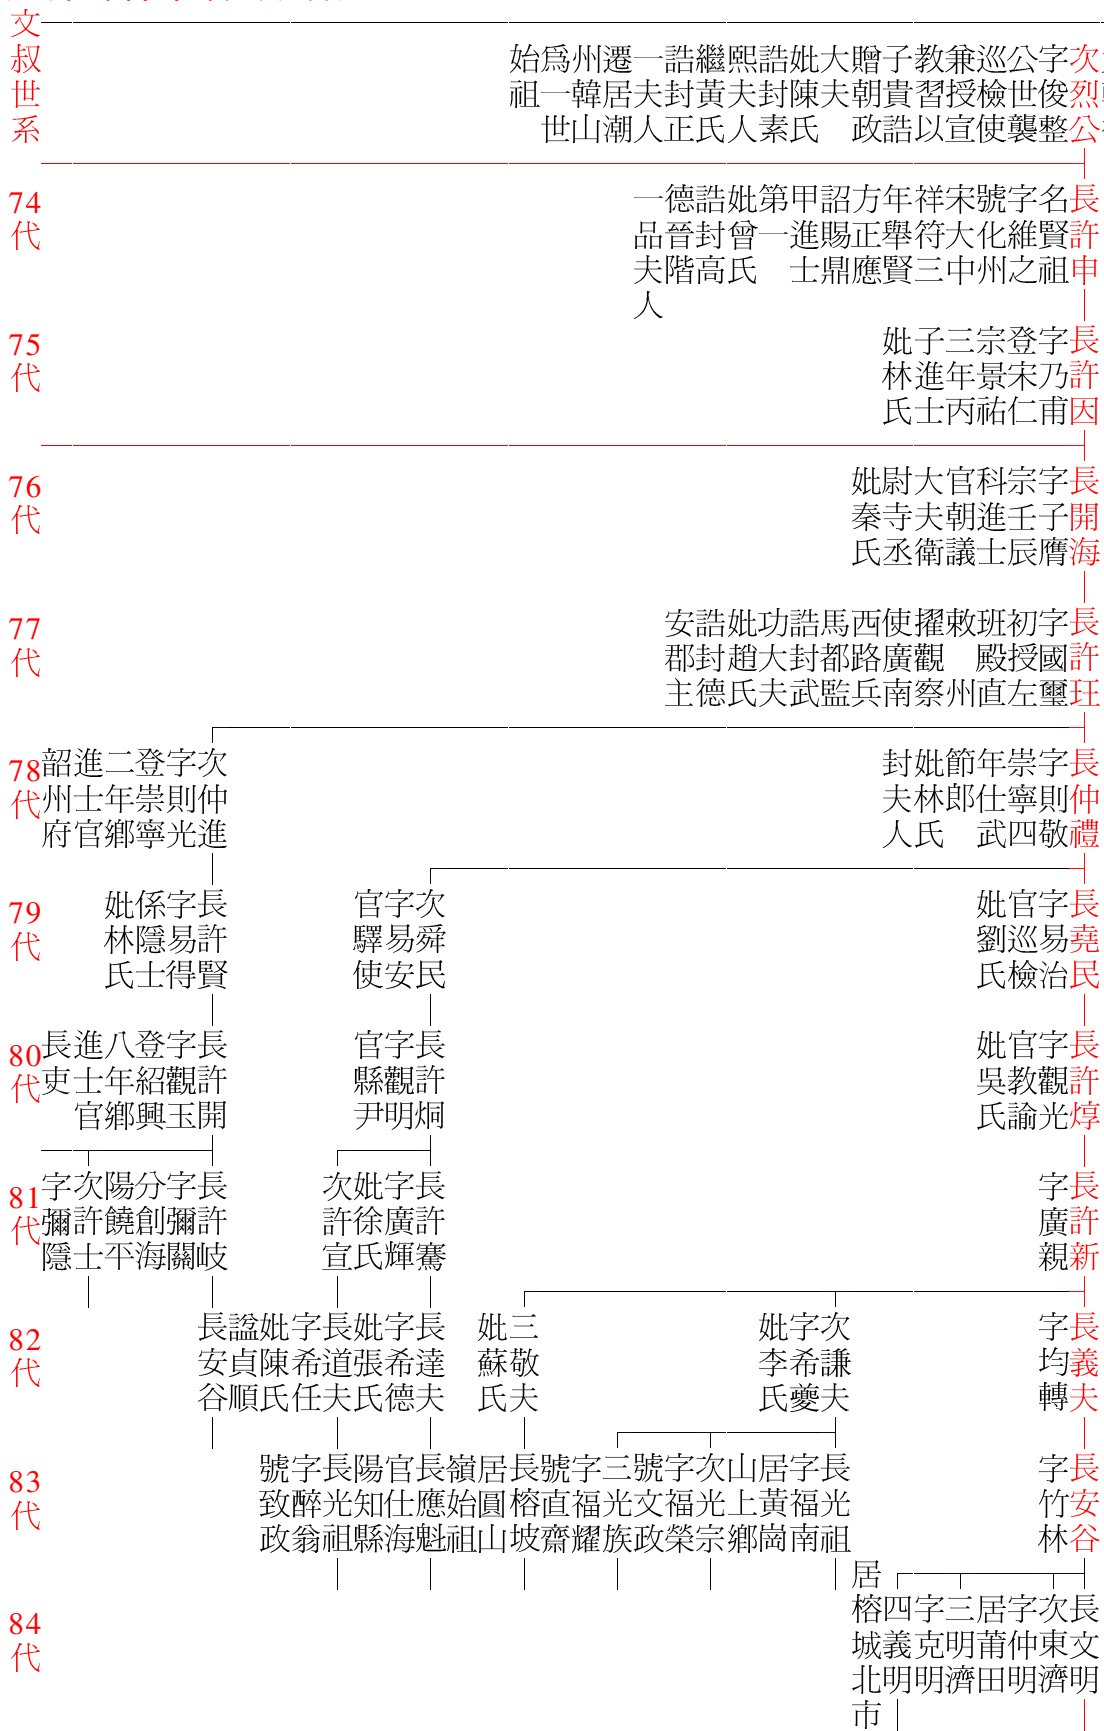 文叔世系
次烈公
字俊整
公世襲
巡檢使
兼授宣
教習以
子貴誥
贈朝政
大夫
妣陳氏
誥封素
熙夫人
繼黃氏
誥封正
一夫人
遷居潮
州韓山
爲一世
始祖
74代
長許申
名賢祖
字維之
號化州
宋大中
祥符三
年舉賢
方正應
詔賜鼎
甲進士
第一
妣曾氏
誥封高
德晉階
一品夫人
75代
長許因
字乃甫
登宋仁
宗景祐
三年丙
子進士
妣林氏
76代
長開海
字子膺
宗壬辰
科進士
官朝議
大夫衛
尉寺丞
妣秦氏
77代
長許玨
字國璽
初授左
班殿直
敕 州
擢觀察
使廣南
西路兵
馬都監
誥封武
功大夫
妣趙氏
誥封德
安郡主
78代
長仲禮
字則敬
崇寧四
年仕武
節郎
妣林氏
封夫人
次仲進
字則光
登崇寧
二年鄉
進士官
韶州府
79代
長堯民
字易治
官巡檢
妣劉氏
次舜民
字易安
官驛使
長許賢
字易得
係隱士
妣林氏
80代
長許焞
字觀光
官教諭
妣吳氏
長許烔
字觀明
官縣尹
長許開
字觀玉
登紹興
八年鄉
進士官
長吏
81代
長許新
字廣親
長許騫
字廣輝
妣徐氏
次許宣
長許岐
字彌關
分創海
陽饒平
次許士
字彌隱
82代
長義夫
字均轉
次謙夫
字希夔
妣李氏
三敬夫
妣蘇氏
長達夫
字希德
妣張氏
長道夫
字希任
妣陳氏
諡貞順
長安谷
83代
長安谷
字竹林
長光祖
字福南
居黃崗
山上鄉
次光宗
字福榮
號文政
三光族
字福耀
號直齋
長榕坡
居圓山
嶺始祖
長應魁
官仕海
陽知縣
長光祖
字醉翁
號致政
84代
長文明
次東濟
字仲明
居莆田
三明濟
字克明
四義明
居榕城北市